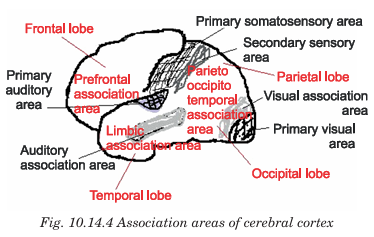 Frontal lobe
Primary somatosensory area
Secondary sensory
area
Primary
auditory
area
Prefrontal
association
area
Parieto
occipito
temporal
association
area
Parietal lobe
Visual association
area
Limbic
association area
Primary visual
area
Auditory
association area
Occipital lobe
Temporal lobe
Fig. 10.14.4 Association areas of cerebral cortex